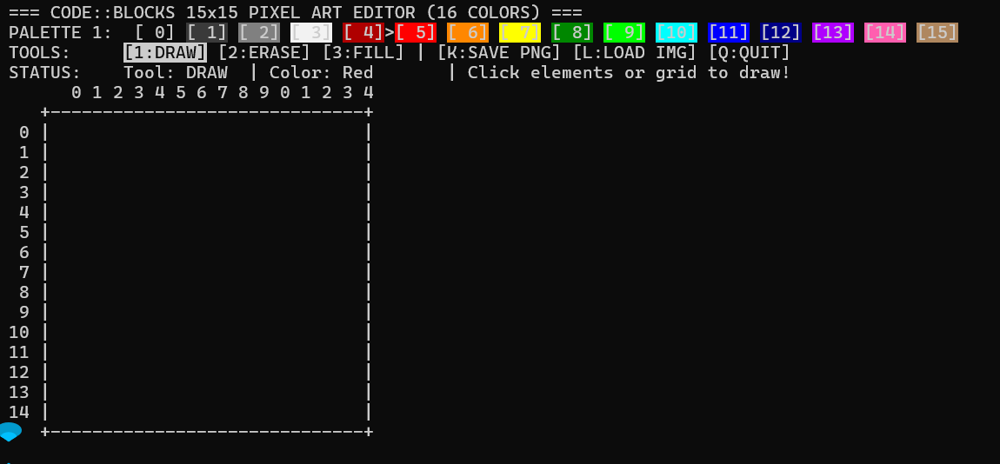 === CODE::BLOCKS 15x15 PIXEL ART EDITOR (16 COLORS) ===
PALETTE 1:  [ 0] [ 1] [ 2] [ 3] [ 4]>[ 5] [ 6] [ 7] [ 8] [ 9] [10] [11] [12] [13] [14] [15]
TOOLS:     [1:DRAW] [2:ERASE] [3:FILL] | [K:SAVE PNG] [L:LOAD IMG] [Q:QUIT]
STATUS:    Tool: DRAW  | Color: Red       | Click elements or grid to draw!
      0 1 2 3 4 5 6 7 8 9 0 1 2 3 4
   +------------------------------+
 0 |                              |
 1 |                              |
 2 |                              |
 3 |                              |
 4 |                              |
 5 |                              |
 6 |                              |
 7 |                              |
 8 |                              |
 9 |                              |
10 |                              |
11 |                              |
12 |                              |
13 |                              |
14 |                              |
   +------------------------------+